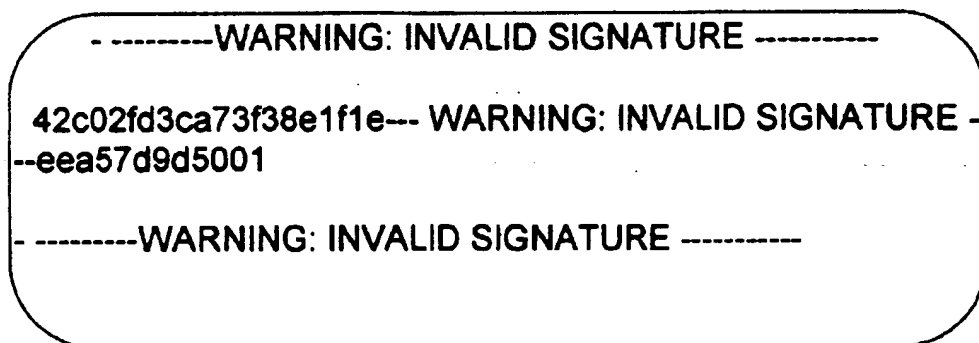 - ---------WARNING: INVALID SIGNATURE -----------
42c02fd3ca73f38e1f1e--- WARNING: INVALID SIGNATURE -
--eea57d9d5001
- ---------WARNING: INVALID SIGNATURE -----------